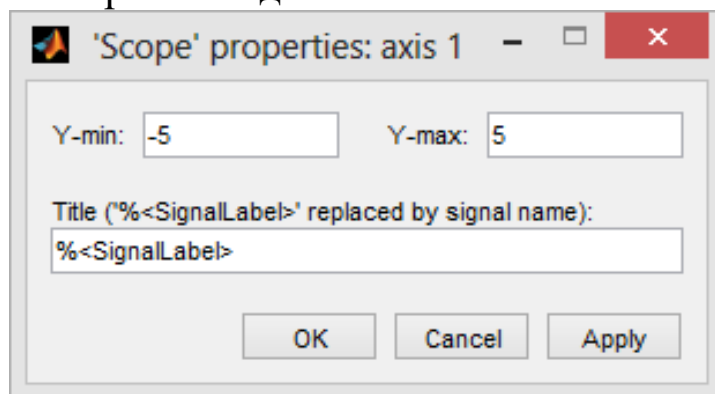 'Scope' properties: axis 1
Y-min: -5 Y-max: 5
Title ('%<SignalLabel>' replaced by signal name):
%<SignalLabel>
OK Cancel Apply